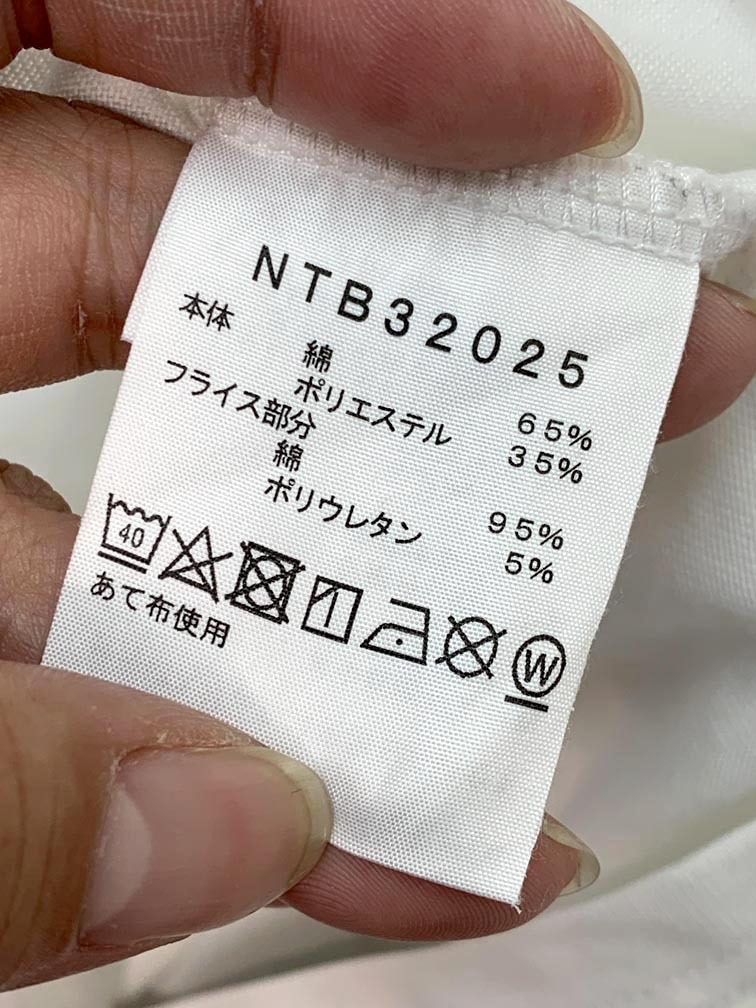 NTB32025
本体
綿 65%
ポリエステル 35%
フライス部分
綿 95%
ポリウレタン 5%
40
W
あて布使用